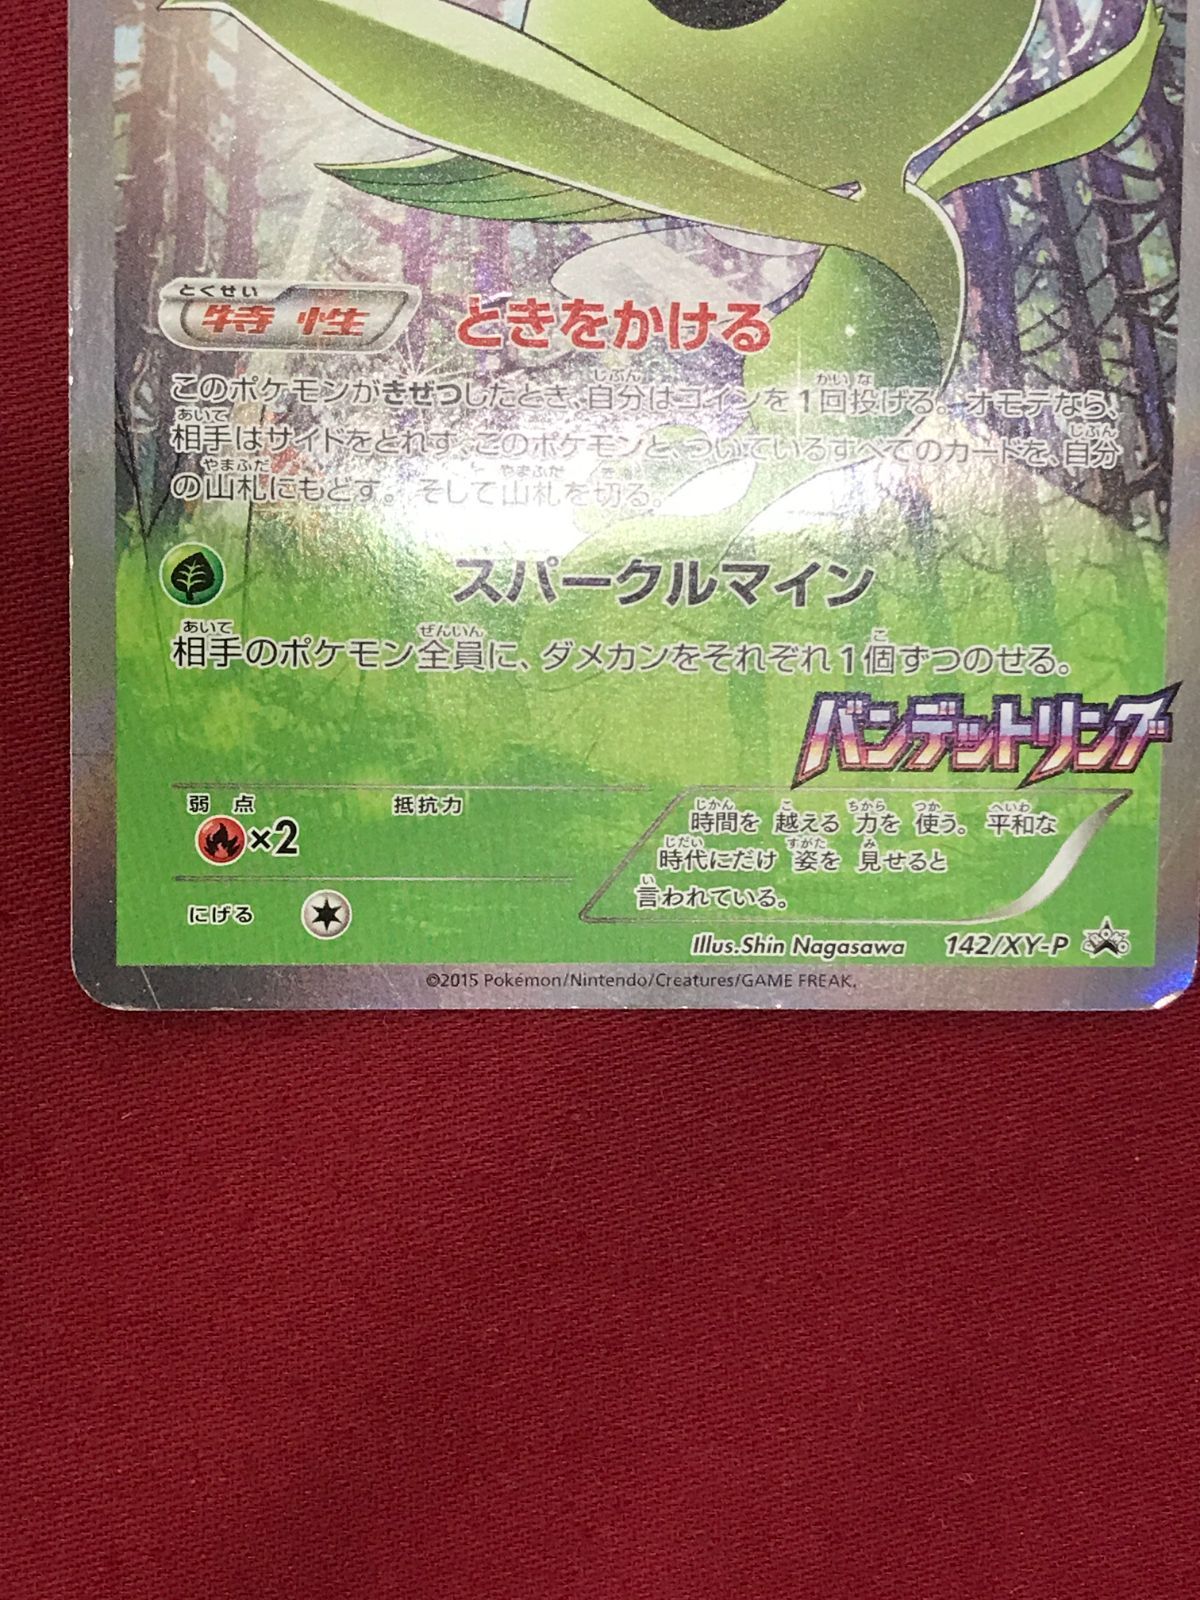 とくせい
特性 ときをかける
このポケモンがきぜつしたとき、自分はコインを1回投げる。オモテなら、
相手はサイドをとれず、このポケモンと、ついているすべてのカードを、自分
の山札にもどす。そして山札を切る。
スパークルマイン
相手のポケモン全員に、ダメカンをそれぞれ1個ずつのせる。
バンデットリング
弱点 抵抗力
×2
にげる
時間を 越える 力を 使う。平和な
時代にだけ 姿を 見せると
言われている。
Illus.Shin Nagasawa 142/XY-P
©2015 Pokémon/Nintendo/Creatures/GAME FREAK.